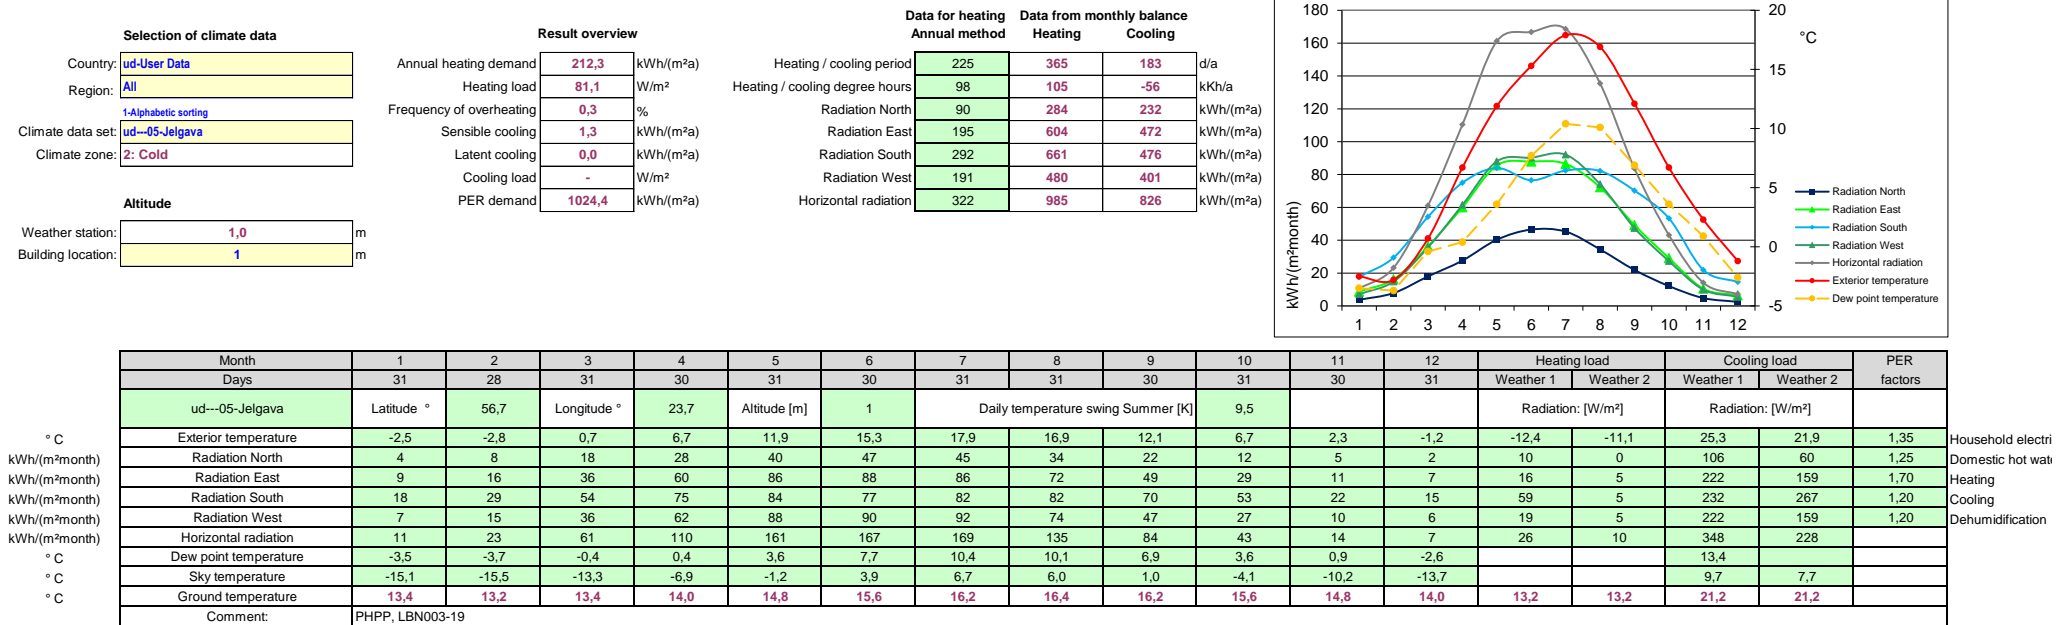 Selection of climate data
Country: ud-User Data
Region: All
1-Alphabetic sorting
Climate data set: ud---05-Jelgava
Climate zone: 2: Cold
Altitude
Weather station: 1,0 m
Building location: 1 m
Result overview
Annual heating demand 212,3 kWh/(m²a)
Heating load 81,1 W/m²
Frequency of overheating 0,3 %
Sensible cooling 1,3 kWh/(m²a)
Latent cooling 0,0 kWh/(m²a)
Cooling load - W/m²
PER demand 1024,4 kWh/(m²a)
Data for heating Data from monthly balance
Annual method Heating Cooling
Heating / cooling period 225 365 183 d/a
Heating / cooling degree hours 98 105 -56 kKh/a
Radiation North 90 284 232 kWh/(m²a)
Radiation East 195 604 472 kWh/(m²a)
Radiation South 292 661 476 kWh/(m²a)
Radiation West 191 480 401 kWh/(m²a)
Horizontal radiation 322 985 826 kWh/(m²a)
kWh/(m²month)
180
160
140
120
100
80
60
40
20
0
1 2 3 4 5 6 7 8 9 10 11 12
20
15
10
5
0
-5
°C
Radiation North
Radiation East
Radiation South
Radiation West
Horizontal radiation
Exterior temperature
Dew point temperature
Month 1 2 3 4 5 6 7 8 9 10 11 12 Heating load Cooling load PER
Days 31 28 31 30 31 30 31 31 30 31 30 31 Weather 1 Weather 2 Weather 1 Weather 2 factors
ud---05-Jelgava Latitude ° 56,7 Longitude ° 23,7 Altitude [m] 1 Daily temperature swing Summer [K] 9,5 Radiation: [W/m²] Radiation: [W/m²]
° C Exterior temperature -2,5 -2,8 0,7 6,7 11,9 15,3 17,9 16,9 12,1 6,7 2,3 -1,2 -12,4 -11,1 25,3 21,9 1,35 Household electri
kWh/(m²month) Radiation North 4 8 18 28 40 47 45 34 22 12 5 2 10 0 106 60 1,25 Domestic hot wate
kWh/(m²month) Radiation East 9 16 36 60 86 88 86 72 49 29 11 7 16 5 222 159 1,70 Heating
kWh/(m²month) Radiation South 18 29 54 75 84 77 82 82 70 53 22 15 59 5 232 267 1,20 Cooling
kWh/(m²month) Radiation West 7 15 36 62 88 90 92 74 47 27 10 6 19 5 222 159 1,20 Dehumidification
kWh/(m²month) Horizontal radiation 11 23 61 110 161 167 169 135 84 43 14 7 26 10 348 228
° C Dew point temperature -3,5 -3,7 -0,4 0,4 3,6 7,7 10,4 10,1 6,9 3,6 0,9 -2,6 13,4
° C Sky temperature -15,1 -15,5 -13,3 -6,9 -1,2 3,9 6,7 6,0 1,0 -4,1 -10,2 -13,7 9,7 7,7
° C Ground temperature 13,4 13,2 13,4 14,0 14,8 15,6 16,2 16,4 16,2 15,6 14,8 14,0 13,2 13,2 21,2 21,2
Comment: PHPP, LBN003-19